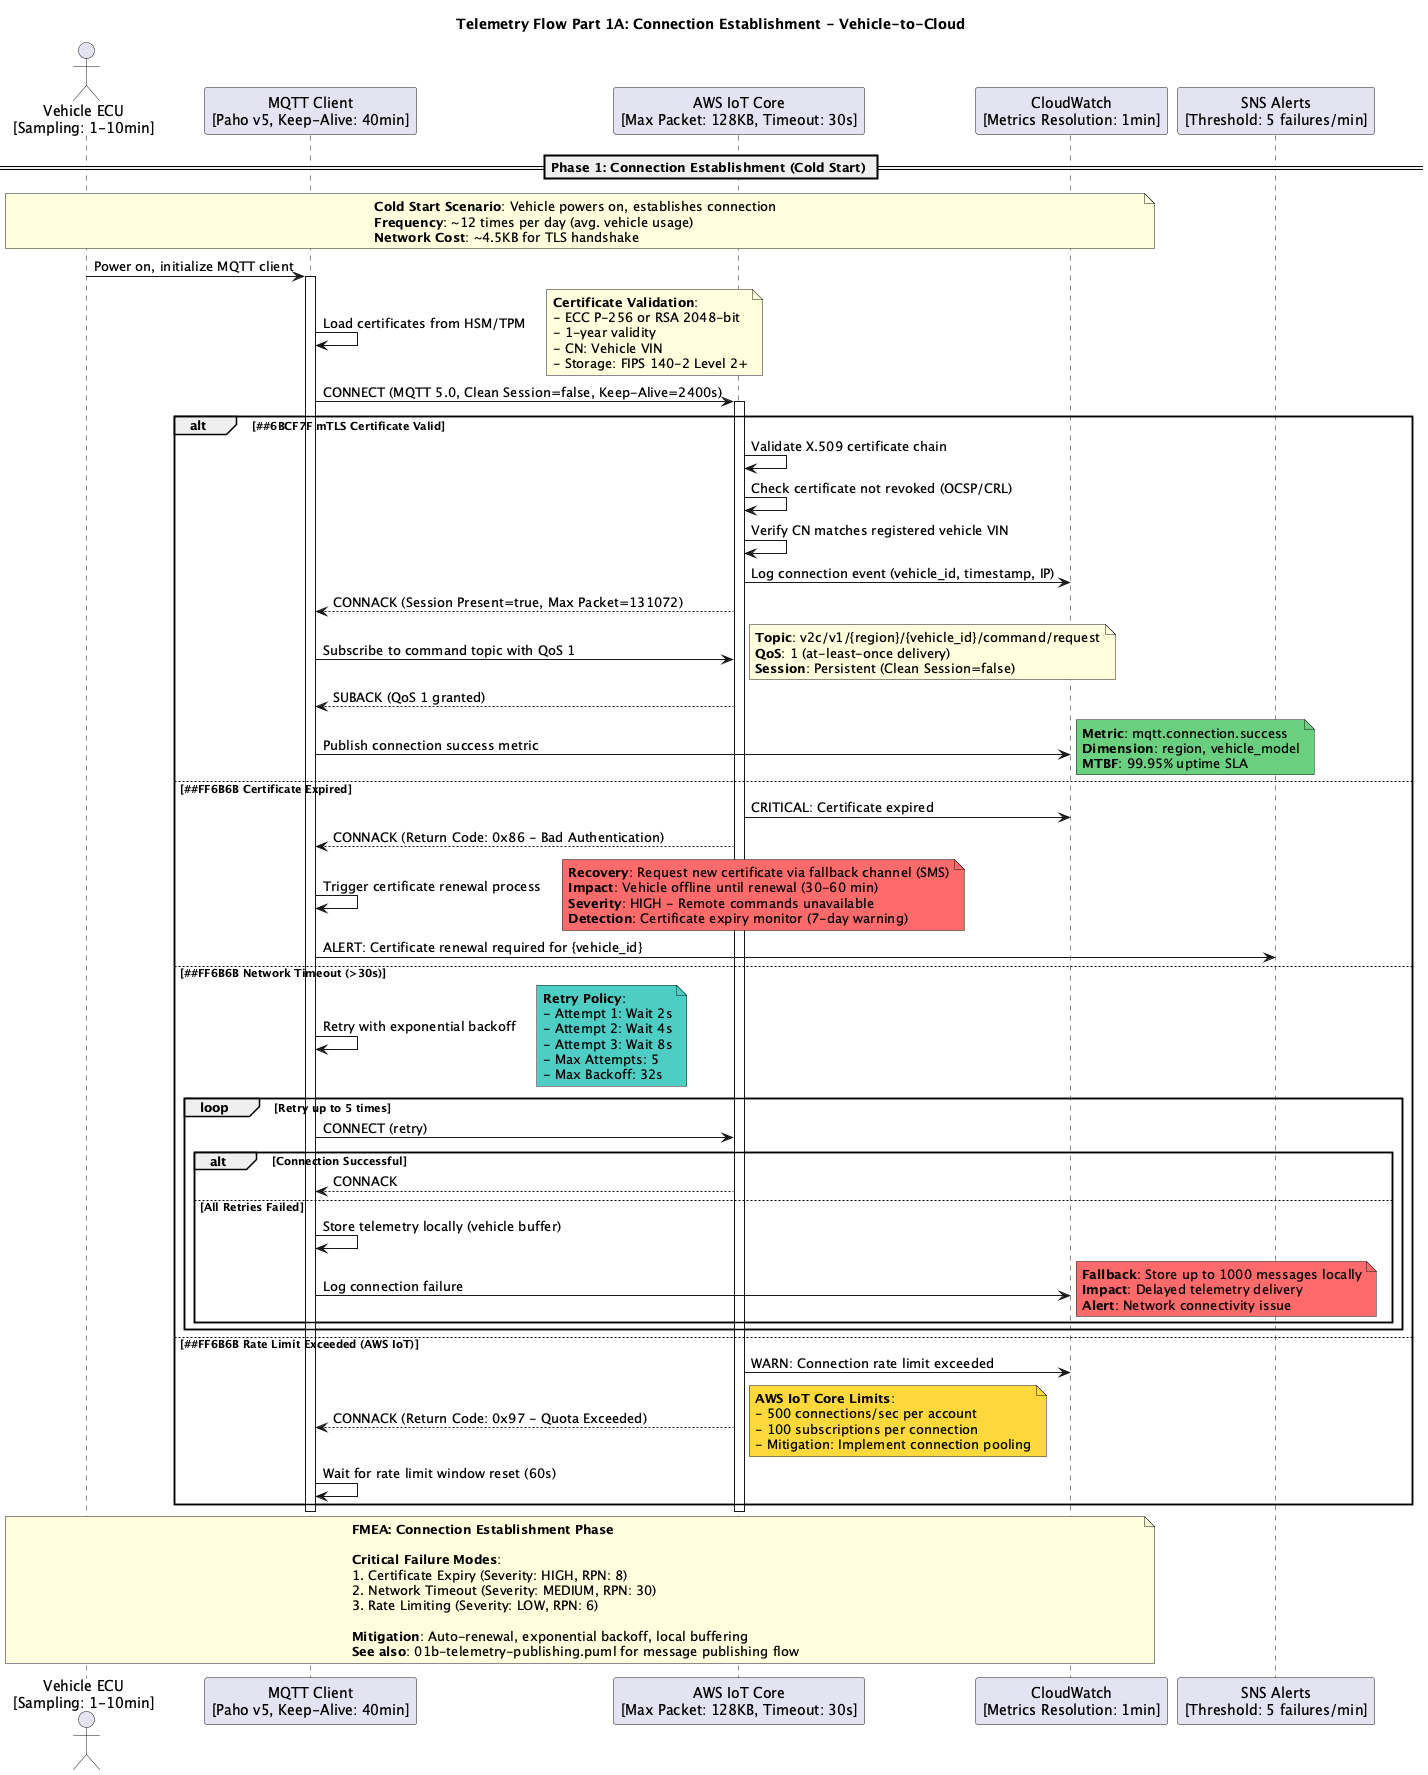 Telemetry Flow Part 1A: Connection Establishment - Vehicle-to-Cloud
Vehicle ECU
[Sampling: 1-10min]
MQTT Client
[Paho v5, Keep-Alive: 40min]
AWS IoT Core
[Max Packet: 128KB, Timeout: 30s]
CloudWatch
[Metrics Resolution: 1min]
SNS Alerts
[Threshold: 5 failures/min]
Phase 1: Connection Establishment (Cold Start)
Cold Start Scenario: Vehicle powers on, establishes connection
Frequency: ~12 times per day (avg. vehicle usage)
Network Cost: ~4.5KB for TLS handshake
Power on, initialize MQTT client
Load certificates from HSM/TPM
Certificate Validation:
- ECC P-256 or RSA 2048-bit
- 1-year validity
- CN: Vehicle VIN
- Storage: FIPS 140-2 Level 2+
CONNECT (MQTT 5.0, Clean Session=false, Keep-Alive=2400s)
alt
[##6BCF7F mTLS Certificate Valid]
Validate X.509 certificate chain
Check certificate not revoked (OCSP/CRL)
Verify CN matches registered vehicle VIN
Log connection event (vehicle_id, timestamp, IP)
CONNACK (Session Present=true, Max Packet=131072)
Subscribe to command topic with QoS 1
Topic: v2c/v1/{region}/{vehicle_id}/command/request
QoS: 1 (at-least-once delivery)
Session: Persistent (Clean Session=false)
SUBACK (QoS 1 granted)
Publish connection success metric
Metric: mqtt.connection.success
Dimension: region, vehicle_model
MTBF: 99.95% uptime SLA
[##FF6B6B Certificate Expired]
CRITICAL: Certificate expired
CONNACK (Return Code: 0x86 - Bad Authentication)
Trigger certificate renewal process
Recovery: Request new certificate via fallback channel (SMS)
Impact: Vehicle offline until renewal (30-60 min)
Severity: HIGH - Remote commands unavailable
Detection: Certificate expiry monitor (7-day warning)
ALERT: Certificate renewal required for {vehicle_id}
[##FF6B6B Network Timeout (>30s)]
Retry with exponential backoff
Retry Policy:
- Attempt 1: Wait 2s
- Attempt 2: Wait 4s
- Attempt 3: Wait 8s
- Max Attempts: 5
- Max Backoff: 32s
loop
[Retry up to 5 times]
CONNECT (retry)
alt
[Connection Successful]
CONNACK
[All Retries Failed]
Store telemetry locally (vehicle buffer)
Log connection failure
Fallback: Store up to 1000 messages locally
Impact: Delayed telemetry delivery
Alert: Network connectivity issue
[##FF6B6B Rate Limit Exceeded (AWS IoT)]
WARN: Connection rate limit exceeded
CONNACK (Return Code: 0x97 - Quota Exceeded)
AWS IoT Core Limits:
- 500 connections/sec per account
- 100 subscriptions per connection
- Mitigation: Implement connection pooling
Wait for rate limit window reset (60s)
FMEA: Connection Establishment Phase
Critical Failure Modes:
1. Certificate Expiry (Severity: HIGH, RPN: 8)
2. Network Timeout (Severity: MEDIUM, RPN: 30)
3. Rate Limiting (Severity: LOW, RPN: 6)
Mitigation: Auto-renewal, exponential backoff, local buffering
See also: 01b-telemetry-publishing.puml for message publishing flow
Vehicle ECU
[Sampling: 1-10min]
MQTT Client
[Paho v5, Keep-Alive: 40min]
AWS IoT Core
[Max Packet: 128KB, Timeout: 30s]
CloudWatch
[Metrics Resolution: 1min]
SNS Alerts
[Threshold: 5 failures/min]